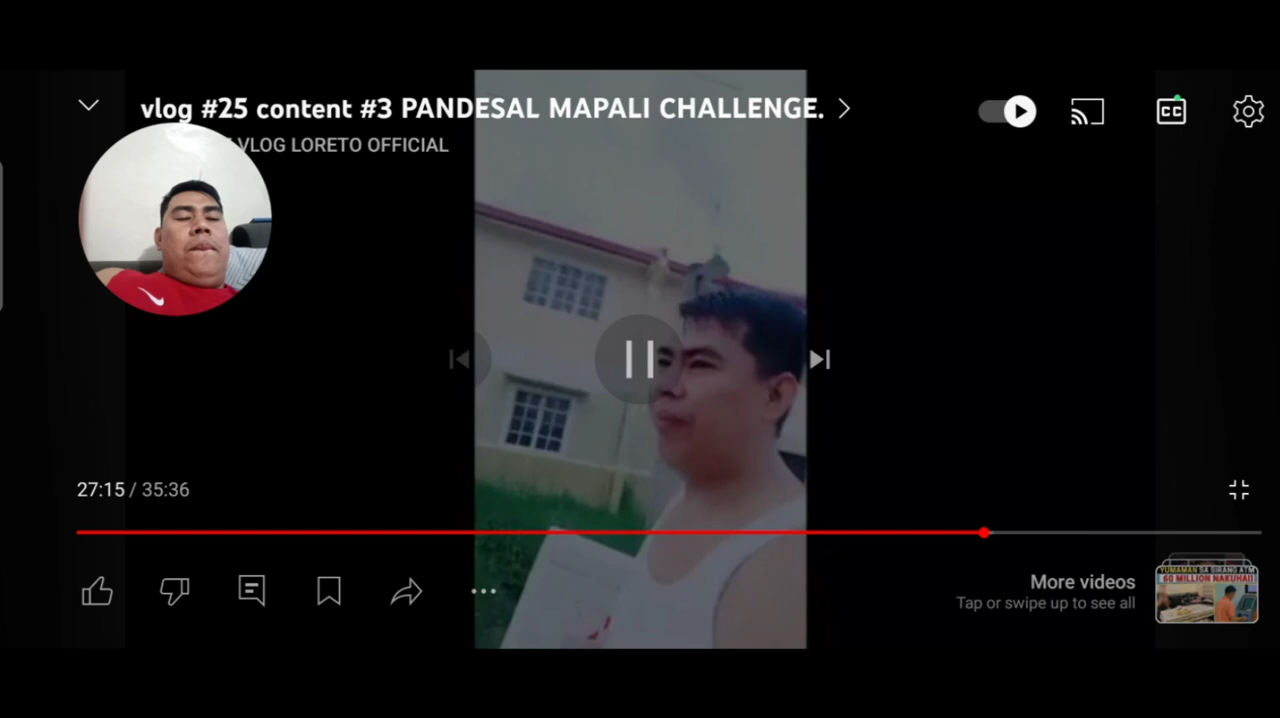 vlog #25 content #3 PANDESAL MAPALI CHALLENGE.
VLOG LORETO OFFICIAL
CC
27:15 / 35:36
More videos
Tap or swipe up to see all
YUMAMAN SA SIRANG ATM
60 MILLION NAKUHA!!